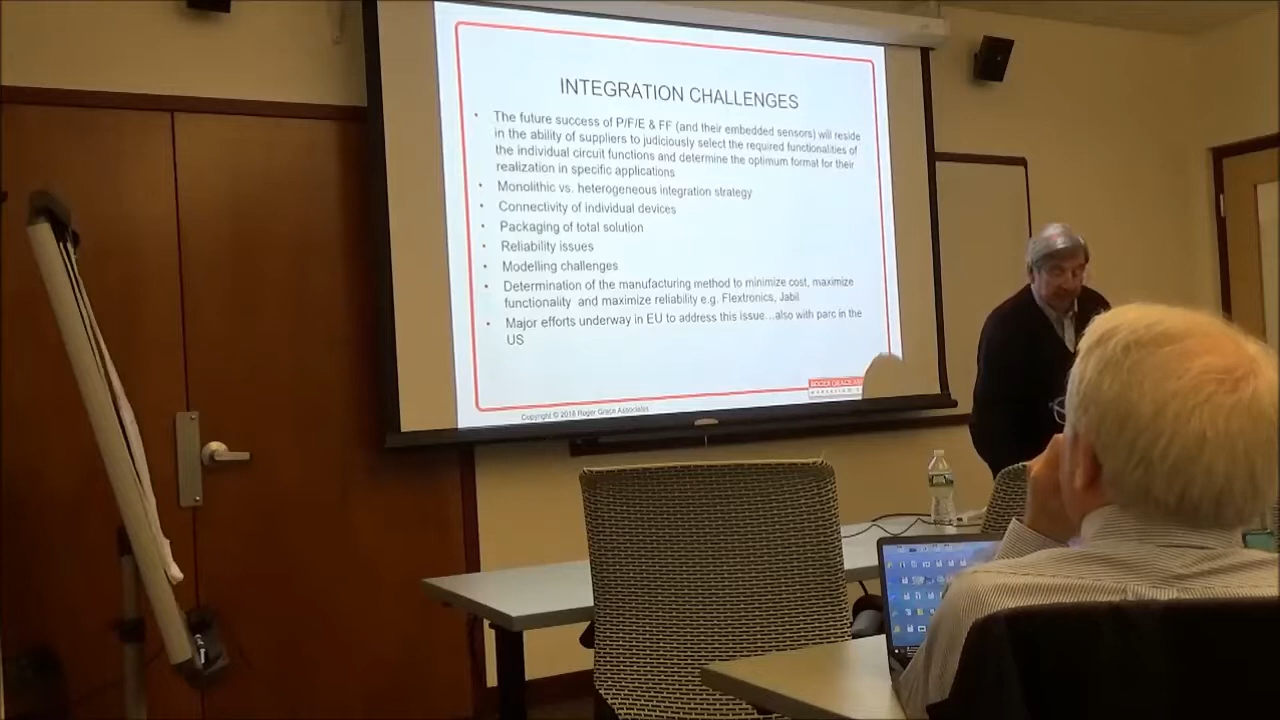 INTEGRATION CHALLENGES
• The future success of P/F/E & FF (and their embedded sensors) will reside
in the ability of suppliers to judiciously select the required functionalities of
the individual circuit functions and determine the optimum format for their
realization in specific applications
• Monolithic vs. heterogeneous integration strategy
• Connectivity of individual devices
• Packaging of total solution
• Reliability issues
• Modelling challenges
• Determination of the manufacturing method to minimize cost, maximize
functionality and maximize reliability e.g. Flextronics, Jabil
• Major efforts underway in EU to address this issue...also with parc in the
US
ROGER GRACE
Copyright © 2018 Roger Grace Associates